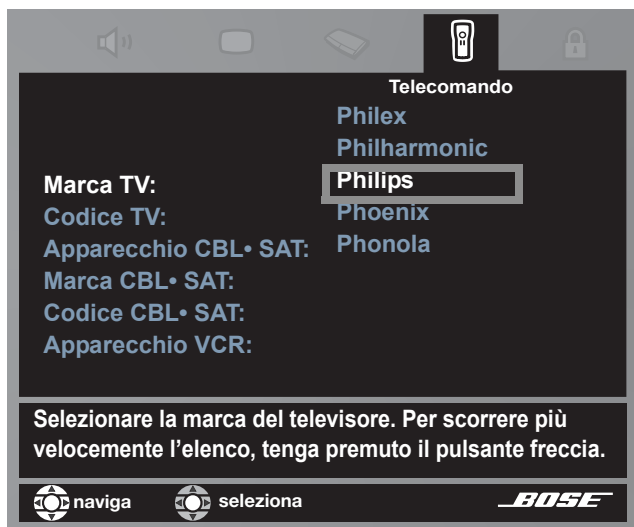 Telecomando
Philex
Philharmonic
Marca TV: Philips
Codice TV: Phoenix
Apparecchio CBL• SAT: Phonola
Marca CBL• SAT:
Codice CBL• SAT:
Apparecchio VCR:
Selezionare la marca del televisore. Per scorrere più
velocemente l’elenco, tenga premuto il pulsante freccia.
naviga seleziona BOSE